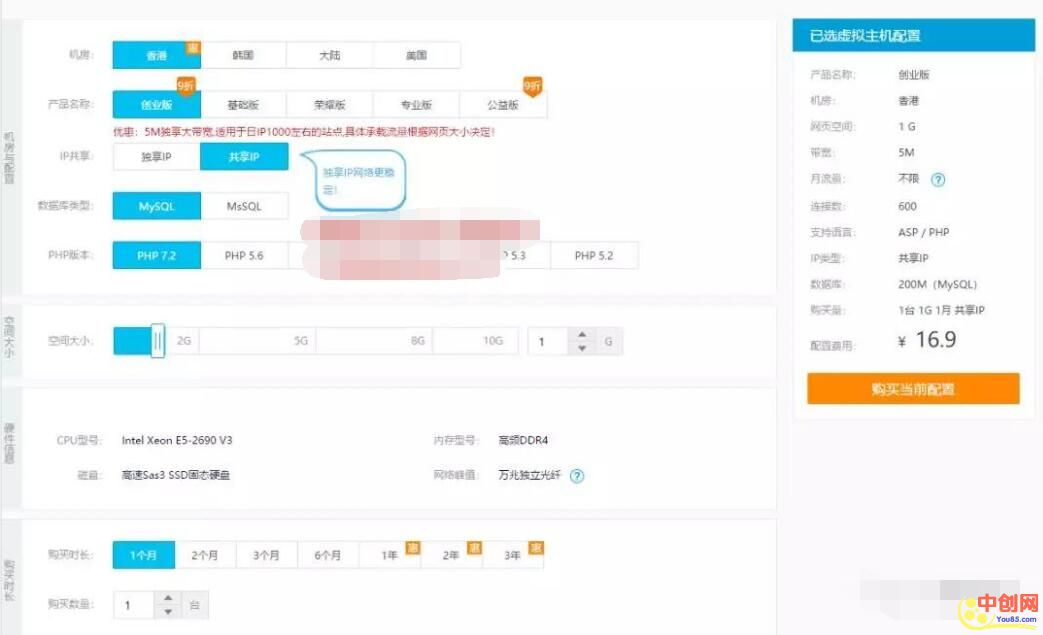 机房与配置
机房: 香港 惠 韩国 大陆 美国
9折 9折
产品名称: 创业版 基础版 荣耀版 专业版 公益版
优惠: 5M独享大带宽,适用于日IP1000左右的站点,具体承载流量根据网页大小决定!
IP共享: 独享IP 共享IP
独享IP网络更稳
定!
数据库类型: MySQL MsSQL
PHP版本: PHP 7.2 PHP 5.6 5.3 PHP 5.2
空间大小
空间大小: 2G 5G 8G 10G 1 G
硬件信息
CPU型号: Intel Xeon E5-2690 V3 内存型号: 高频DDR4
磁盘: 高速Sas3 SSD固态硬盘 网络峰值: 万兆独立光纤 ?
购买时长
购买时长: 1个月 2个月 3个月 6个月 1年 惠 2年 惠 3年 惠
购买数量: 1 台
已选虚拟主机配置
产品名称: 创业版
机房: 香港
网页空间: 1 G
带宽: 5M
月流量: 不限 ?
连接数: 600
支持语言: ASP / PHP
IP类型: 共享IP
数据库: 200M（MySQL）
购买量: 1台 1G 1月 共享IP
配置费用: ¥ 16.9
购买当前配置
中创网
You85.com